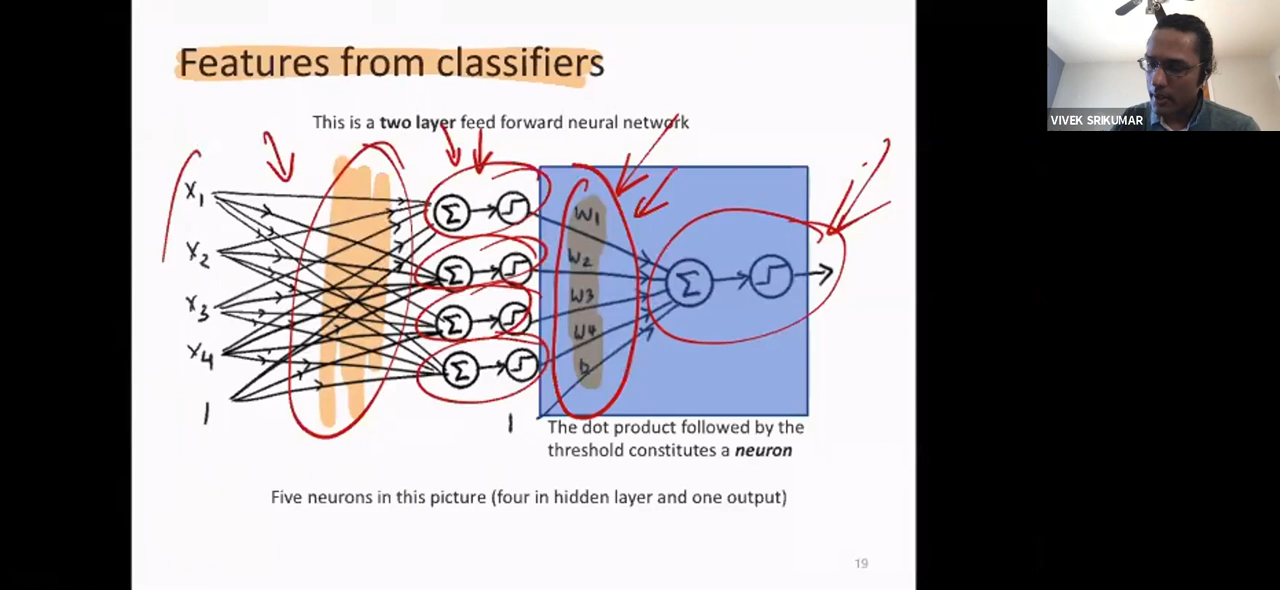 Features from classifiers
VIVEK SRIKUMAR
This is a two layer feed forward neural network
x1
x2
x3
x4
1
Σ
Σ
Σ
Σ
1
w1
w2
w3
w4
b
Σ
The dot product followed by the
threshold constitutes a neuron
Five neurons in this picture (four in hidden layer and one output)
19